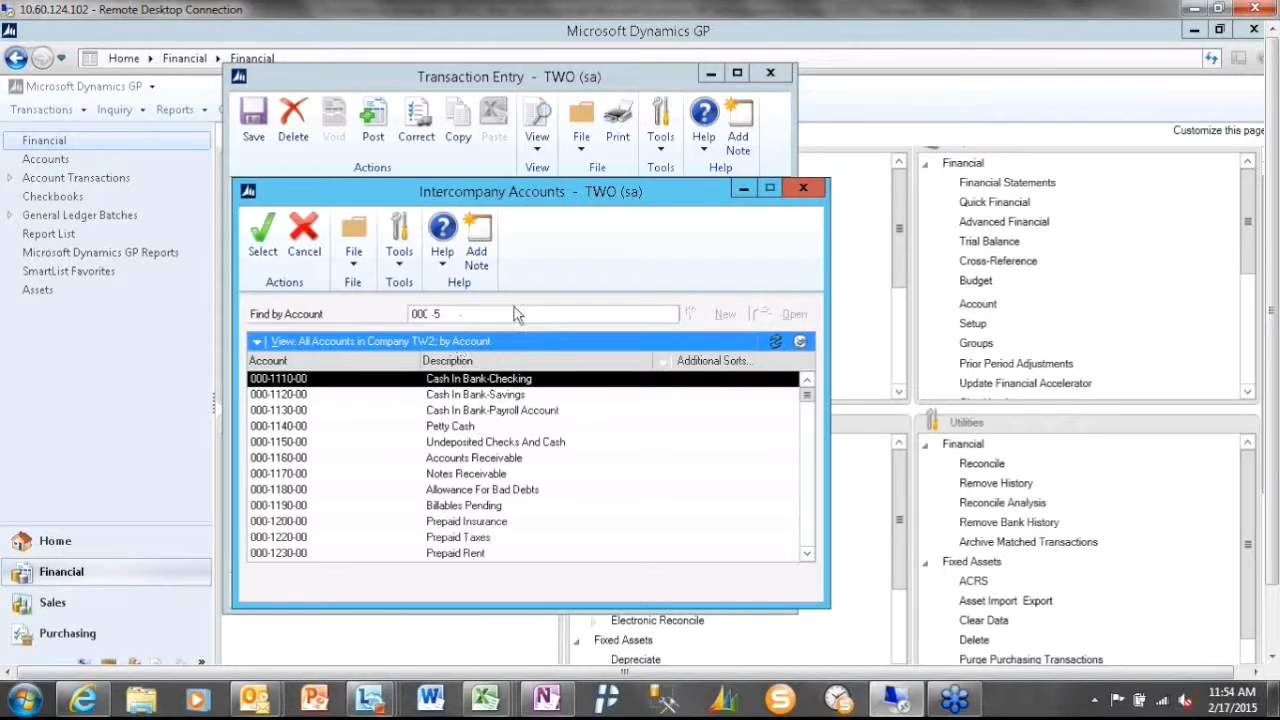 10.60.124.102 - Remote Desktop Connection
Microsoft Dynamics GP
Home Financial Financial
Microsoft Dynamics GP
Transactions Inquiry Reports
Customize this page
Financial
Accounts
Account Transactions
Checkbooks
General Ledger Batches
Report List
Microsoft Dynamics GP Reports
SmartList Favorites
Assets
Home
Financial
Sales
Purchasing
Transaction Entry - TWO (sa)
Save Delete Void Post Correct Copy Paste View File Print Tools Help Add Note
Actions View File Tools Help
Intercompany Accounts - TWO (sa)
Select Cancel File Tools Help Add Note
Actions File Tools Help
Find by Account 000 -5 New Open
View: All Accounts in Company TW2; by Account
Account Description Additional Sorts...
000-1110-00 Cash In Bank-Checking
000-1120-00 Cash In Bank-Savings
000-1130-00 Cash In Bank-Payroll Account
000-1140-00 Petty Cash
000-1150-00 Undeposited Checks And Cash
000-1160-00 Accounts Receivable
000-1170-00 Notes Receivable
000-1180-00 Allowance For Bad Debts
000-1190-00 Billables Pending
000-1200-00 Prepaid Insurance
000-1220-00 Prepaid Taxes
000-1230-00 Prepaid Rent
Electronic Reconcile
Fixed Assets
Depreciate
Financial
Financial Statements
Quick Financial
Advanced Financial
Trial Balance
Cross-Reference
Budget
Account
Setup
Groups
Prior Period Adjustments
Update Financial Accelerator
Utilities
Financial
Reconcile
Remove History
Reconcile Analysis
Remove Bank History
Archive Matched Transactions
Fixed Assets
ACRS
Asset Import Export
Clear Data
Delete
Purge Purchasing Transactions
11:54 AM
2/17/2015